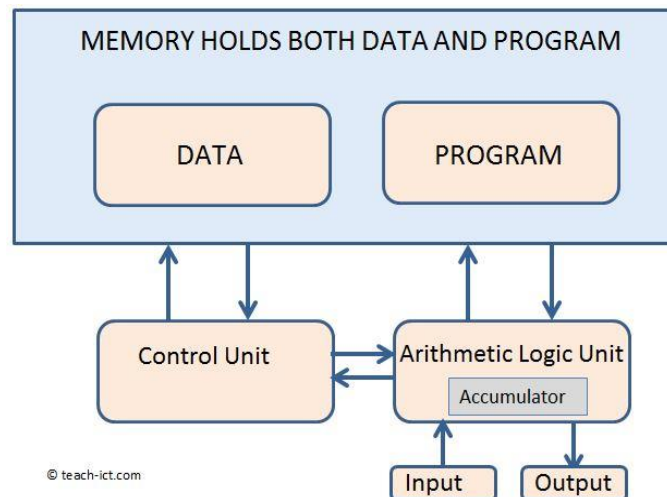 MEMORY HOLDS BOTH DATA AND PROGRAM
DATA
PROGRAM
Control Unit
Arithmetic Logic Unit
Accumulator
Input
Output
© teach-ict.com